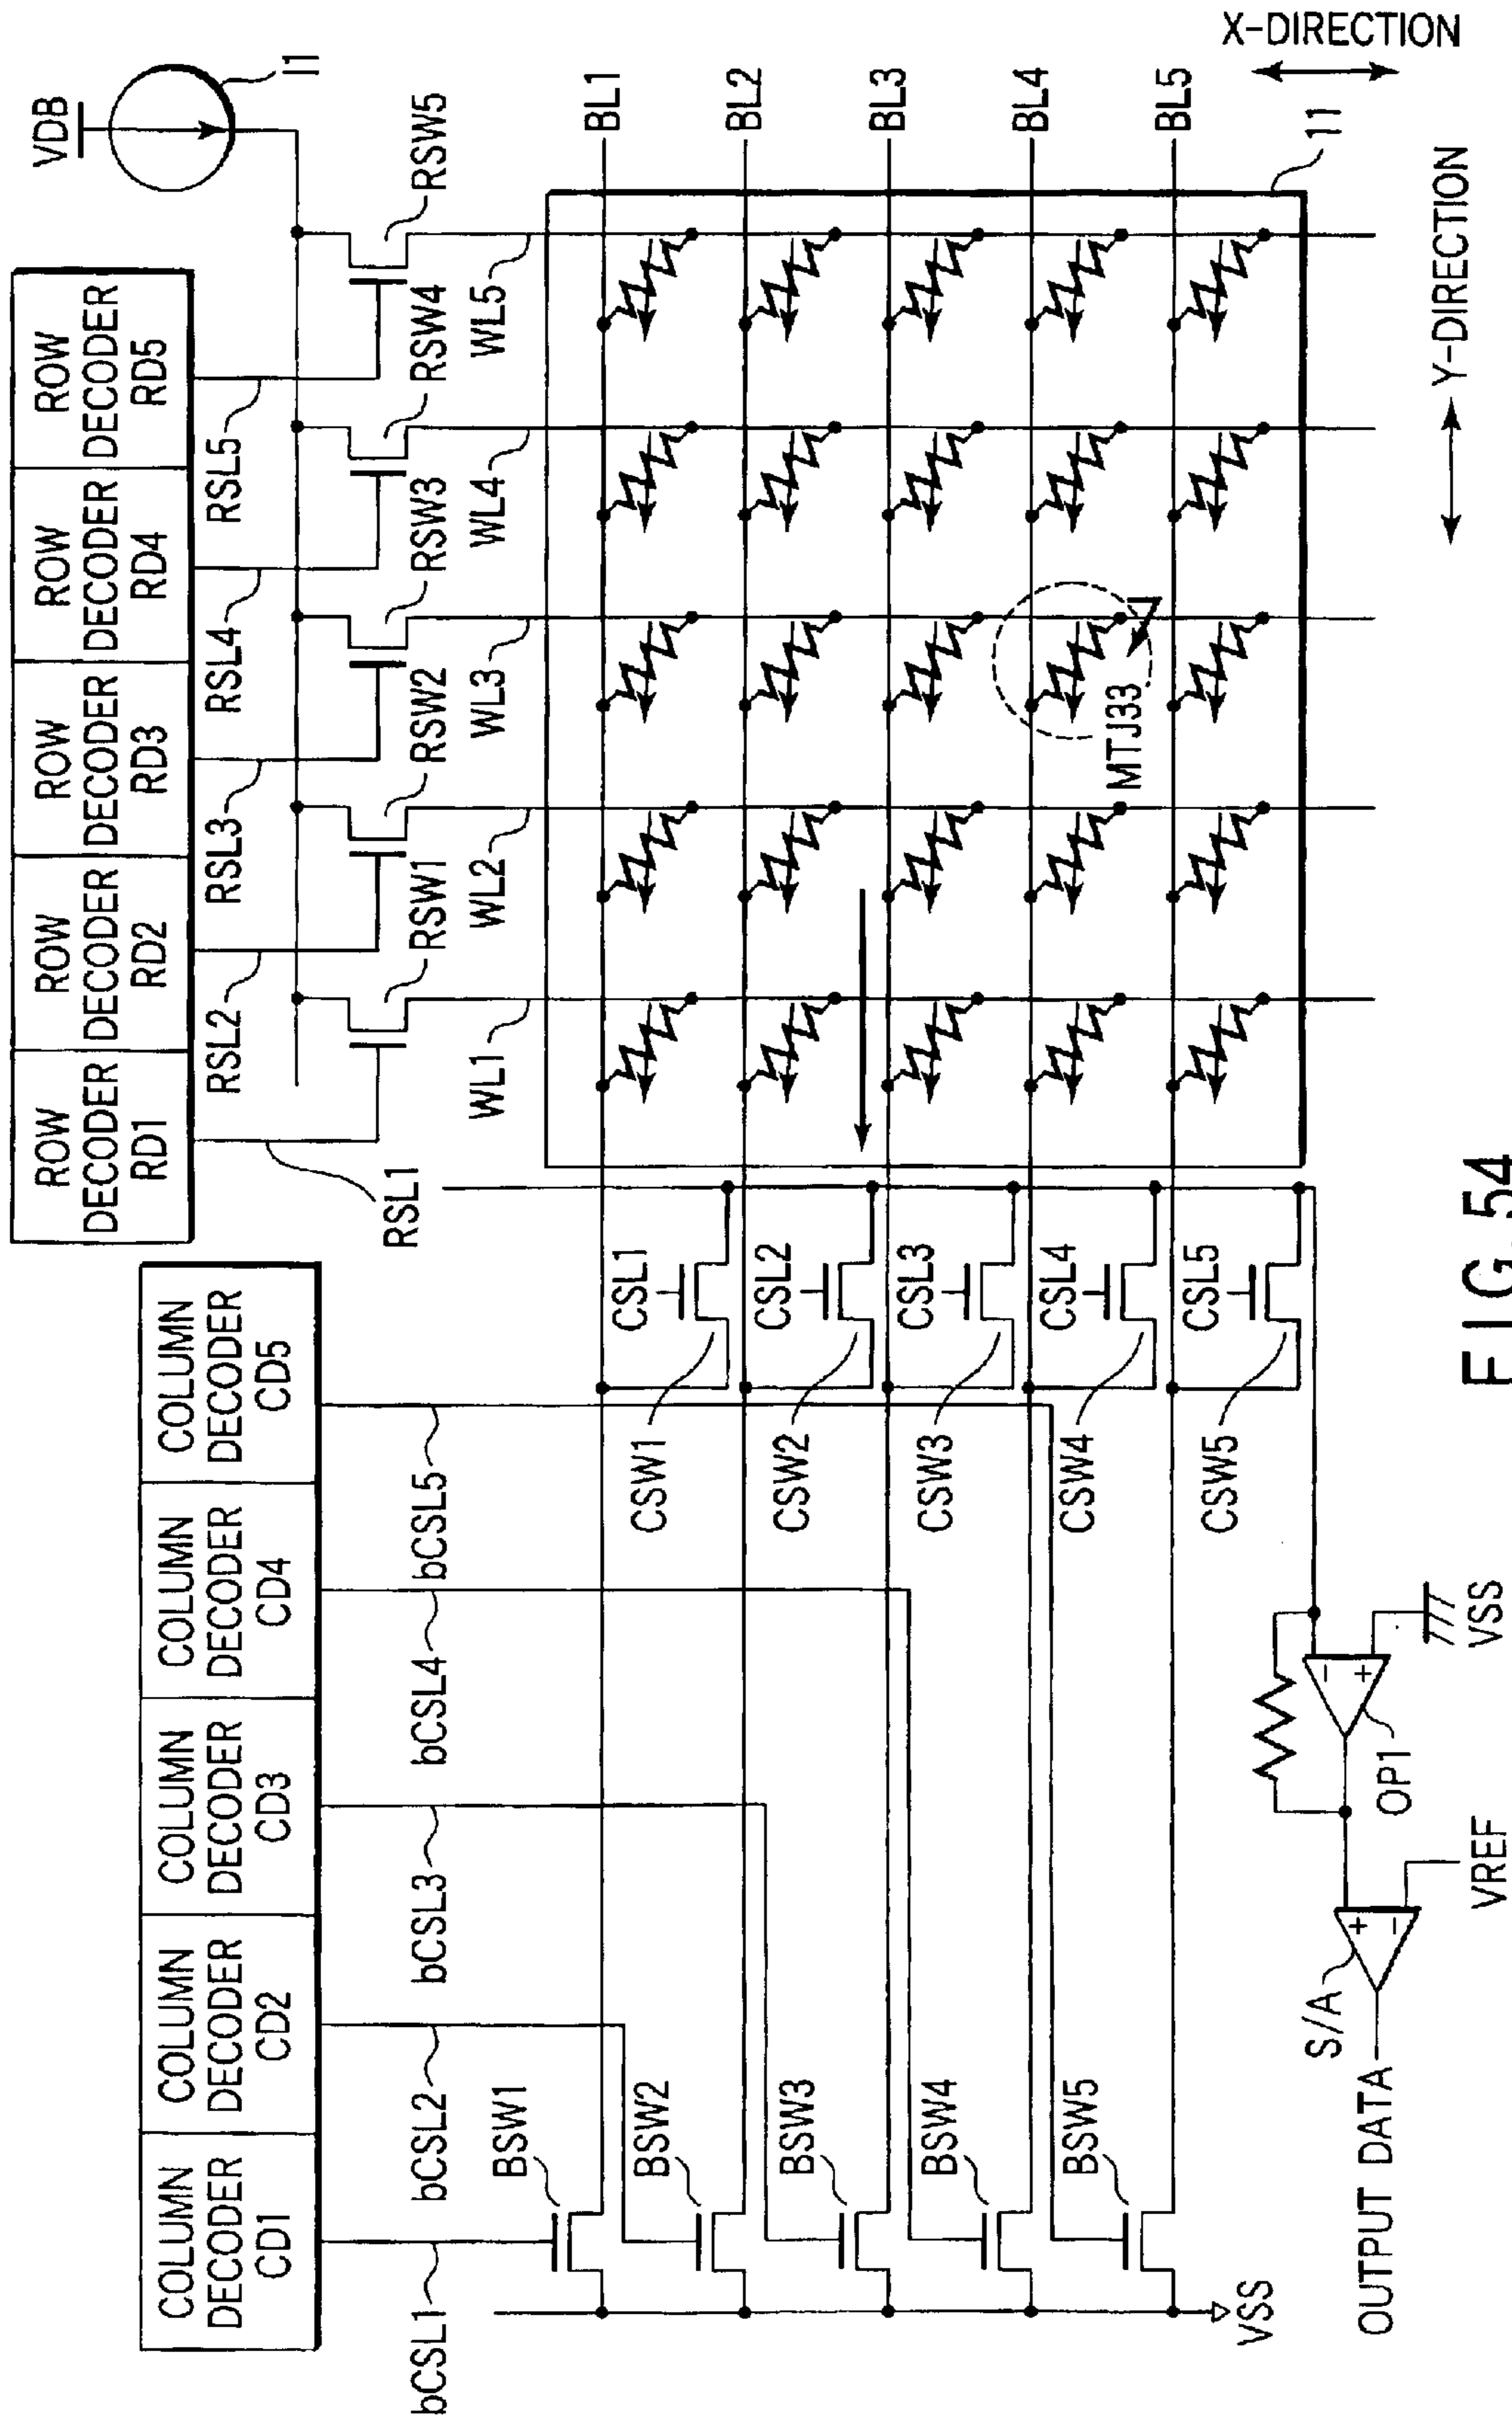 VDB
I1
ROW DECODER RD5
ROW DECODER RD4
ROW DECODER RD3
ROW DECODER RD2
ROW DECODER RD1
RSL5
RSL4
RSL3
RSL2
RSL1
RSW5
RSW4
RSW3
RSW2
RSW1
WL5
WL4
WL3
WL2
WL1
BL1
BL2
BL3
BL4
BL5
X-DIRECTION
Y-DIRECTION
11
MTJ33
COLUMN DECODER CD5
COLUMN DECODER CD4
COLUMN DECODER CD3
COLUMN DECODER CD2
COLUMN DECODER CD1
bCSL5
bCSL4
bCSL3
bCSL2
bCSL1
CSL1
CSL2
CSL3
CSL4
CSL5
CSW1
CSW2
CSW3
CSW4
CSW5
BSW1
BSW2
BSW3
BSW4
BSW5
VSS
- +
OP1
VSS
+ -
S/A
VREF
OUTPUT DATA
FIG.54